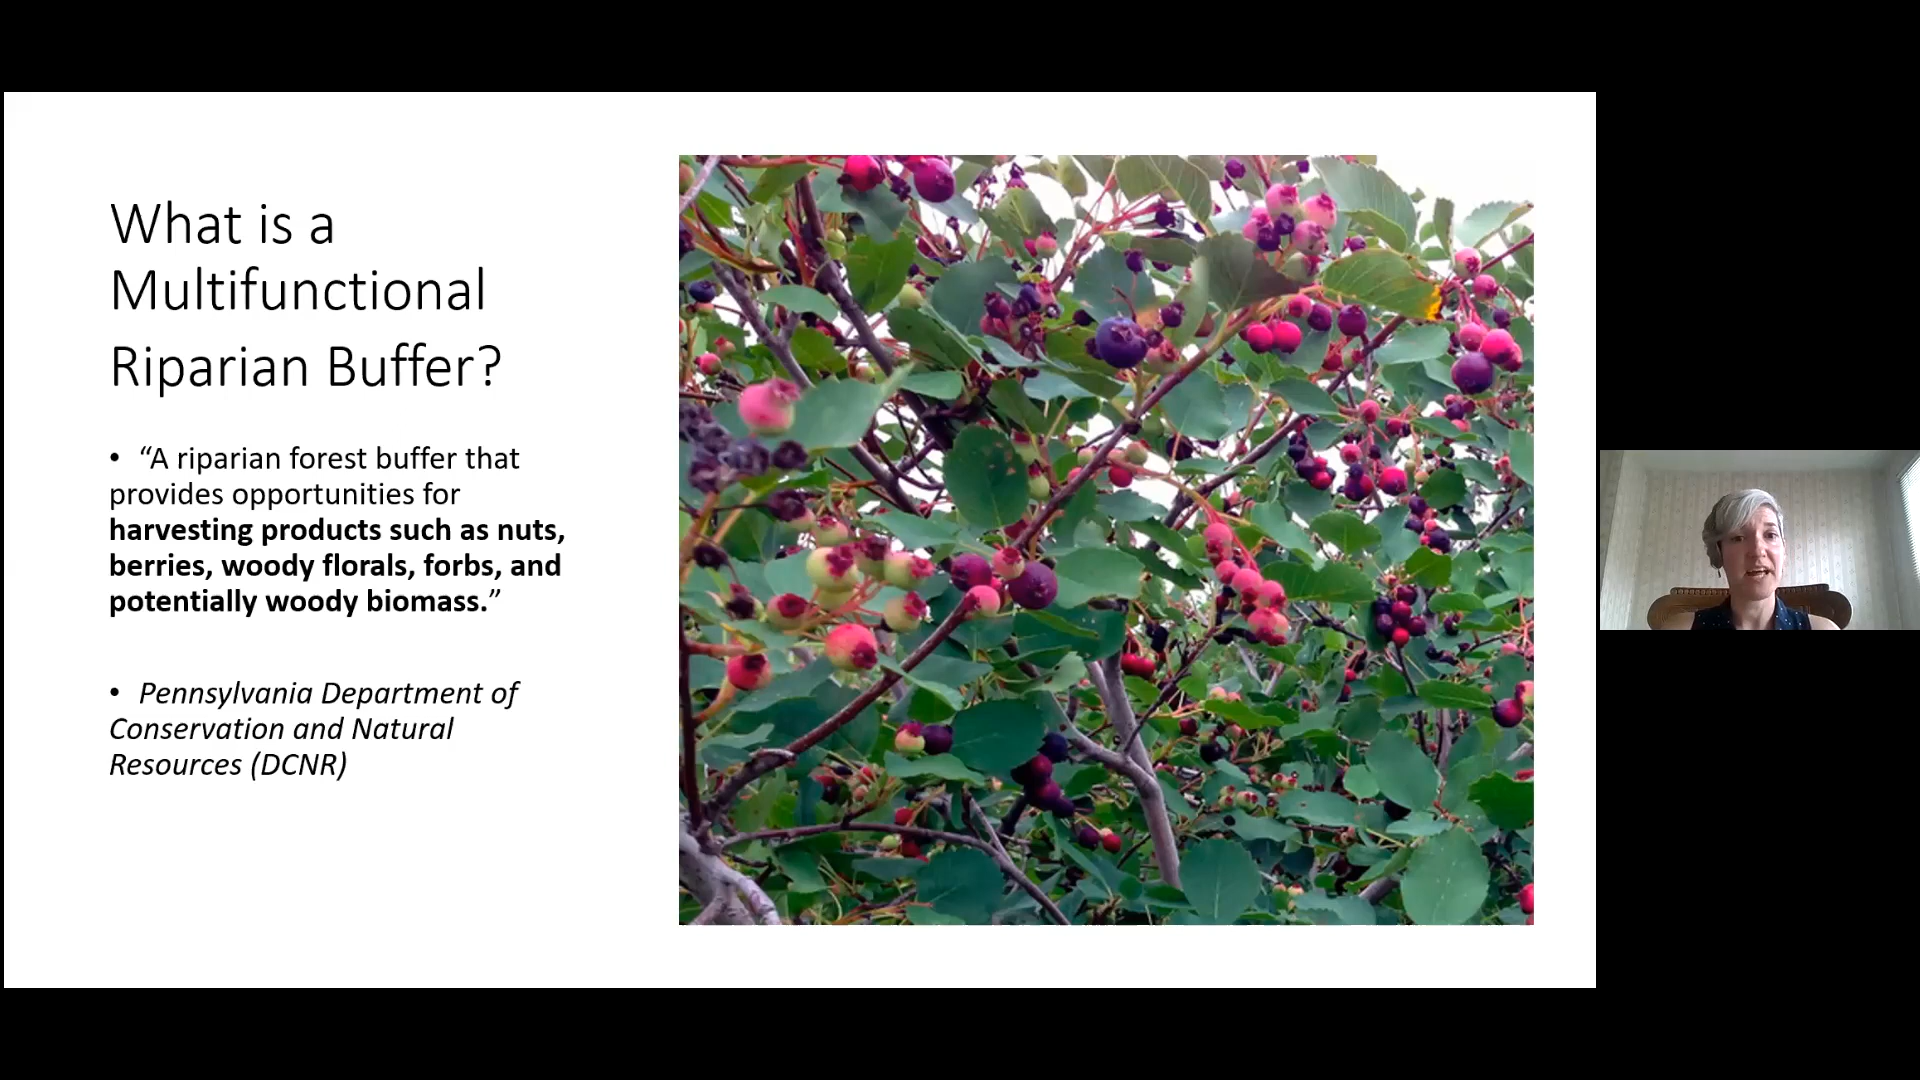 What is a
Multifunctional
Riparian Buffer?
• “A riparian forest buffer that
provides opportunities for
harvesting products such as nuts,
berries, woody florals, forbs, and
potentially woody biomass.”
• Pennsylvania Department of
Conservation and Natural
Resources (DCNR)